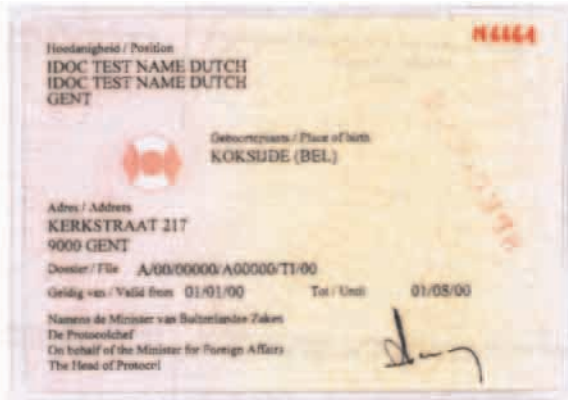 M6664
Hoedanigheid / Position
IDOC TEST NAME DUTCH
IDOC TEST NAME DUTCH
GENT
Geboorteplaats / Place of birth
KOKSIJDE (BEL)
Adres / Address
KERKSTRAAT 217
9000 GENT
Dossier / File A/00/00000/A00000/TI/00
Geldig van / Valid from 01/01/00 Tot / Until 01/08/00
Namens de Minister van Buitenlandse Zaken
De Protocolchef
On behalf of the Minister for Foreign Affairs
The Head of Protocol